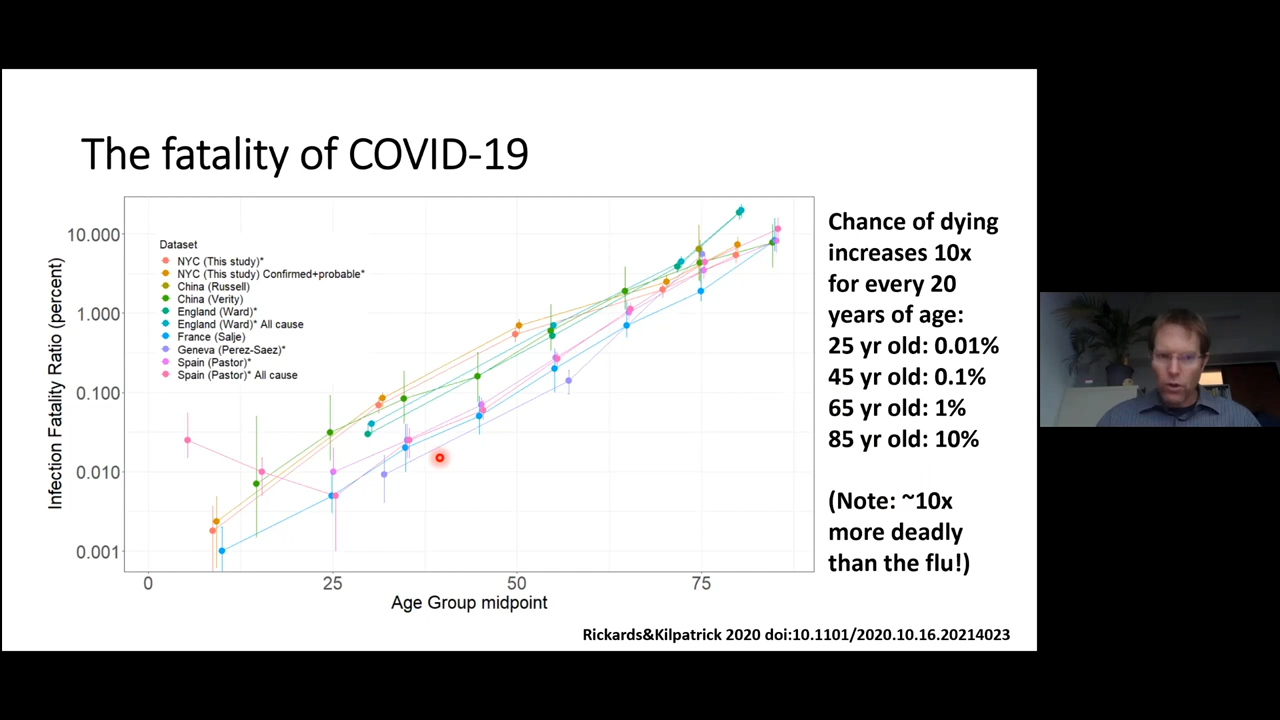 The fatality of COVID-19
Infection Fatality Ratio (percent)
10.000
1.000
0.100
0.010
0.001
Dataset
NYC (This study)*
NYC (This study) Confirmed+probable*
China (Russell)
China (Verity)
England (Ward)*
England (Ward)* All cause
France (Salje)
Geneva (Perez-Saez)*
Spain (Pastor)*
Spain (Pastor)* All cause
0 25 50 75
Age Group midpoint
Chance of dying
increases 10x
for every 20
years of age:
25 yr old: 0.01%
45 yr old: 0.1%
65 yr old: 1%
85 yr old: 10%
(Note: ~10x
more deadly
than the flu!)
Rickards&Kilpatrick 2020 doi:10.1101/2020.10.16.20214023